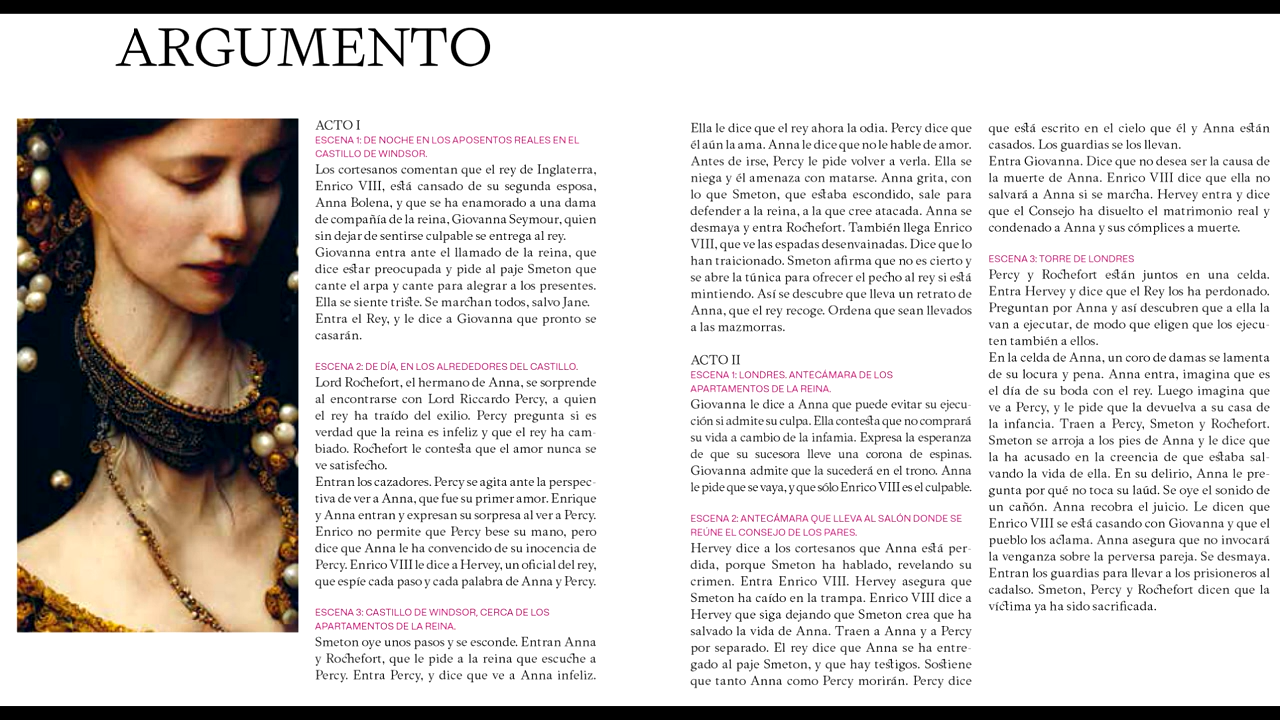 ARGUMENTO
ACTO I
ESCENA 1: DE NOCHE EN LOS APOSENTOS REALES EN EL
CASTILLO DE WINDSOR.
Los cortesanos comentan que el rey de Inglaterra,
Enrico VIII, está cansado de su segunda esposa,
Anna Bolena, y que se ha enamorado a una dama
de compañía de la reina, Giovanna Seymour, quien
sin dejar de sentirse culpable se entrega al rey.
Giovanna entra ante el llamado de la reina, que
dice estar preocupada y pide al paje Smeton que
cante el arpa y cante para alegrar a los presentes.
Ella se siente triste. Se marchan todos, salvo Jane.
Entra el Rey, y le dice a Giovanna que pronto se
casarán.
ESCENA 2: DE DÍA, EN LOS ALREDEDORES DEL CASTILLO.
Lord Rochefort, el hermano de Anna, se sorprende
al encontrarse con Lord Riccardo Percy, a quien
el rey ha traído del exilio. Percy pregunta si es
verdad que la reina es infeliz y que el rey ha cam-
biado. Rochefort le contesta que el amor nunca se
ve satisfecho.
Entran los cazadores. Percy se agita ante la perspec-
tiva de ver a Anna, que fue su primer amor. Enrique
y Anna entran y expresan su sorpresa al ver a Percy.
Enrico no permite que Percy bese su mano, pero
dice que Anna le ha convencido de su inocencia de
Percy. Enrico VIII le dice a Hervey, un oficial del rey,
que espíe cada paso y cada palabra de Anna y Percy.
ESCENA 3: CASTILLO DE WINDSOR, CERCA DE LOS
APARTAMENTOS DE LA REINA.
Smeton oye unos pasos y se esconde. Entran Anna
y Rochefort, que le pide a la reina que escuche a
Percy. Entra Percy, y dice que ve a Anna infeliz.
Ella le dice que el rey ahora la odia. Percy dice que
él aún la ama. Anna le dice que no le hable de amor.
Antes de irse, Percy le pide volver a verla. Ella se
niega y él amenaza con matarse. Anna grita, con
lo que Smeton, que estaba escondido, sale para
defender a la reina, a la que cree atacada. Anna se
desmaya y entra Rochefort. También llega Enrico
VIII, que ve las espadas desenvainadas. Dice que lo
han traicionado. Smeton afirma que no es cierto y
se abre la túnica para ofrecer el pecho al rey si está
mintiendo. Así se descubre que lleva un retrato de
Anna, que el rey recoge. Ordena que sean llevados
a las mazmorras.
ACTO II
ESCENA 1: LONDRES. ANTECÁMARA DE LOS
APARTAMENTOS DE LA REINA.
Giovanna le dice a Anna que puede evitar su ejecu-
ción si admite su culpa. Ella contesta que no comprará
su vida a cambio de la infamia. Expresa la esperanza
de que su sucesora lleve una corona de espinas.
Giovanna admite que la sucederá en el trono. Anna
le pide que se vaya, y que sólo Enrico VIII es el culpable.
ESCENA 2: ANTECÁMARA QUE LLEVA AL SALÓN DONDE SE
REÚNE EL CONSEJO DE LOS PARES.
Hervey dice a los cortesanos que Anna está per-
dida, porque Smeton ha hablado, revelando su
crimen. Entra Enrico VIII. Hervey asegura que
Smeton ha caído en la trampa. Enrico VIII dice a
Hervey que siga dejando que Smeton crea que ha
salvado la vida de Anna. Traen a Anna y a Percy
por separado. El rey dice que Anna se ha entre-
gado al paje Smeton, y que hay testigos. Sostiene
que tanto Anna como Percy morirán. Percy dice
que está escrito en el cielo que él y Anna están
casados. Los guardias se los llevan.
Entra Giovanna. Dice que no desea ser la causa de
la muerte de Anna. Enrico VIII dice que ella no
salvará a Anna si se marcha. Hervey entra y dice
que el Consejo ha disuelto el matrimonio real y
condenado a Anna y sus cómplices a muerte.
ESCENA 3: TORRE DE LONDRES
Percy y Rochefort están juntos en una celda.
Entra Hervey y dice que el Rey los ha perdonado.
Preguntan por Anna y así descubren que a ella la
van a ejecutar, de modo que eligen que los ejecu-
ten también a ellos.
En la celda de Anna, un coro de damas se lamenta
de su locura y pena. Anna entra, imagina que es
el día de su boda con el rey. Luego imagina que
ve a Percy, y le pide que la devuelva a su casa de
la infancia. Traen a Percy, Smeton y Rochefort.
Smeton se arroja a los pies de Anna y le dice que
la ha acusado en la creencia de que estaba sal-
vando la vida de ella. En su delirio, Anna le pre-
gunta por qué no toca su laúd. Se oye el sonido de
un cañón. Anna recobra el juicio. Le dicen que
Enrico VIII se está casando con Giovanna y que el
pueblo los aclama. Anna asegura que no invocará
la venganza sobre la perversa pareja. Se desmaya.
Entran los guardias para llevar a los prisioneros al
cadalso. Smeton, Percy y Rochefort dicen que la
víctima ya ha sido sacrificada.